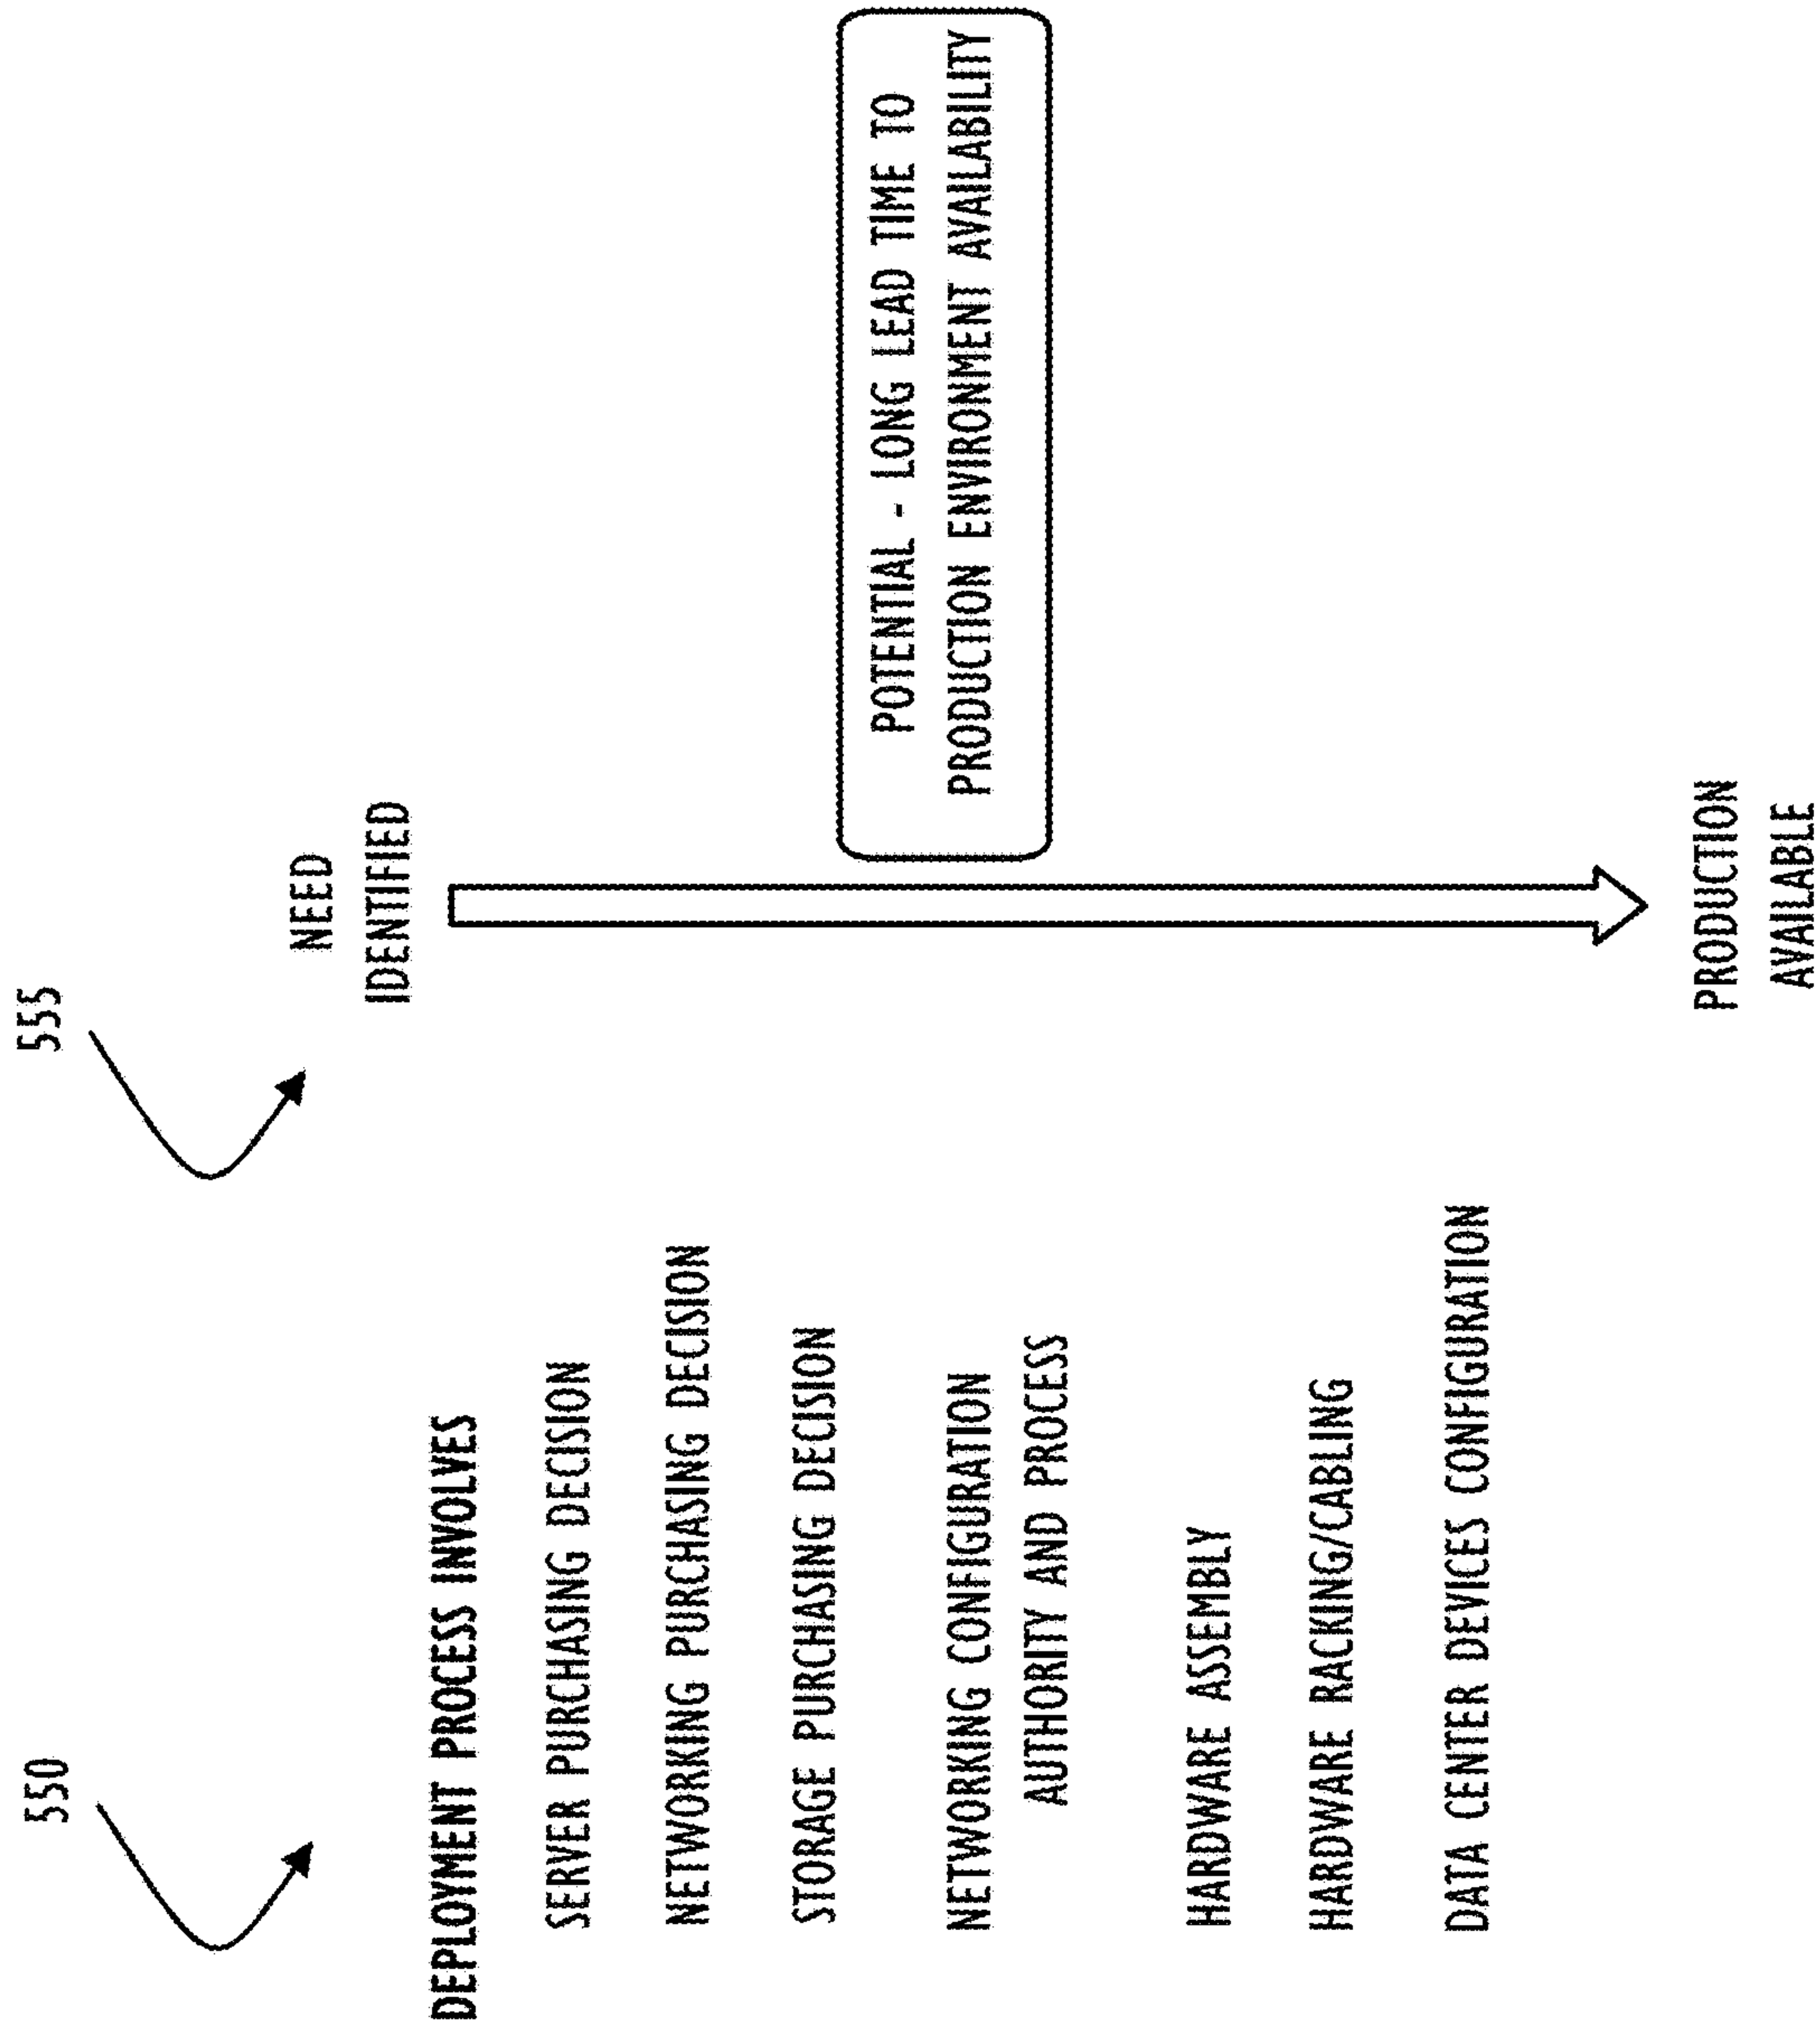 550
DEPLOYMENT PROCESS INVOLVES
SERVER PURCHASING DECISION
NETWORKING PURCHASING DECISION
STORAGE PURCHASING DECISION
NETWORKING CONFIGURATION
AUTHORITY AND PROCESS
HARDWARE ASSEMBLY
HARDWARE RACKING/CABLING
DATA CENTER DEVICES CONFIGURATION
555
NEED
IDENTIFIED
POTENTIAL - LONG LEAD TIME TO
PRODUCTION ENVIRONMENT AVAILABILITY
PRODUCTION
AVAILABLE